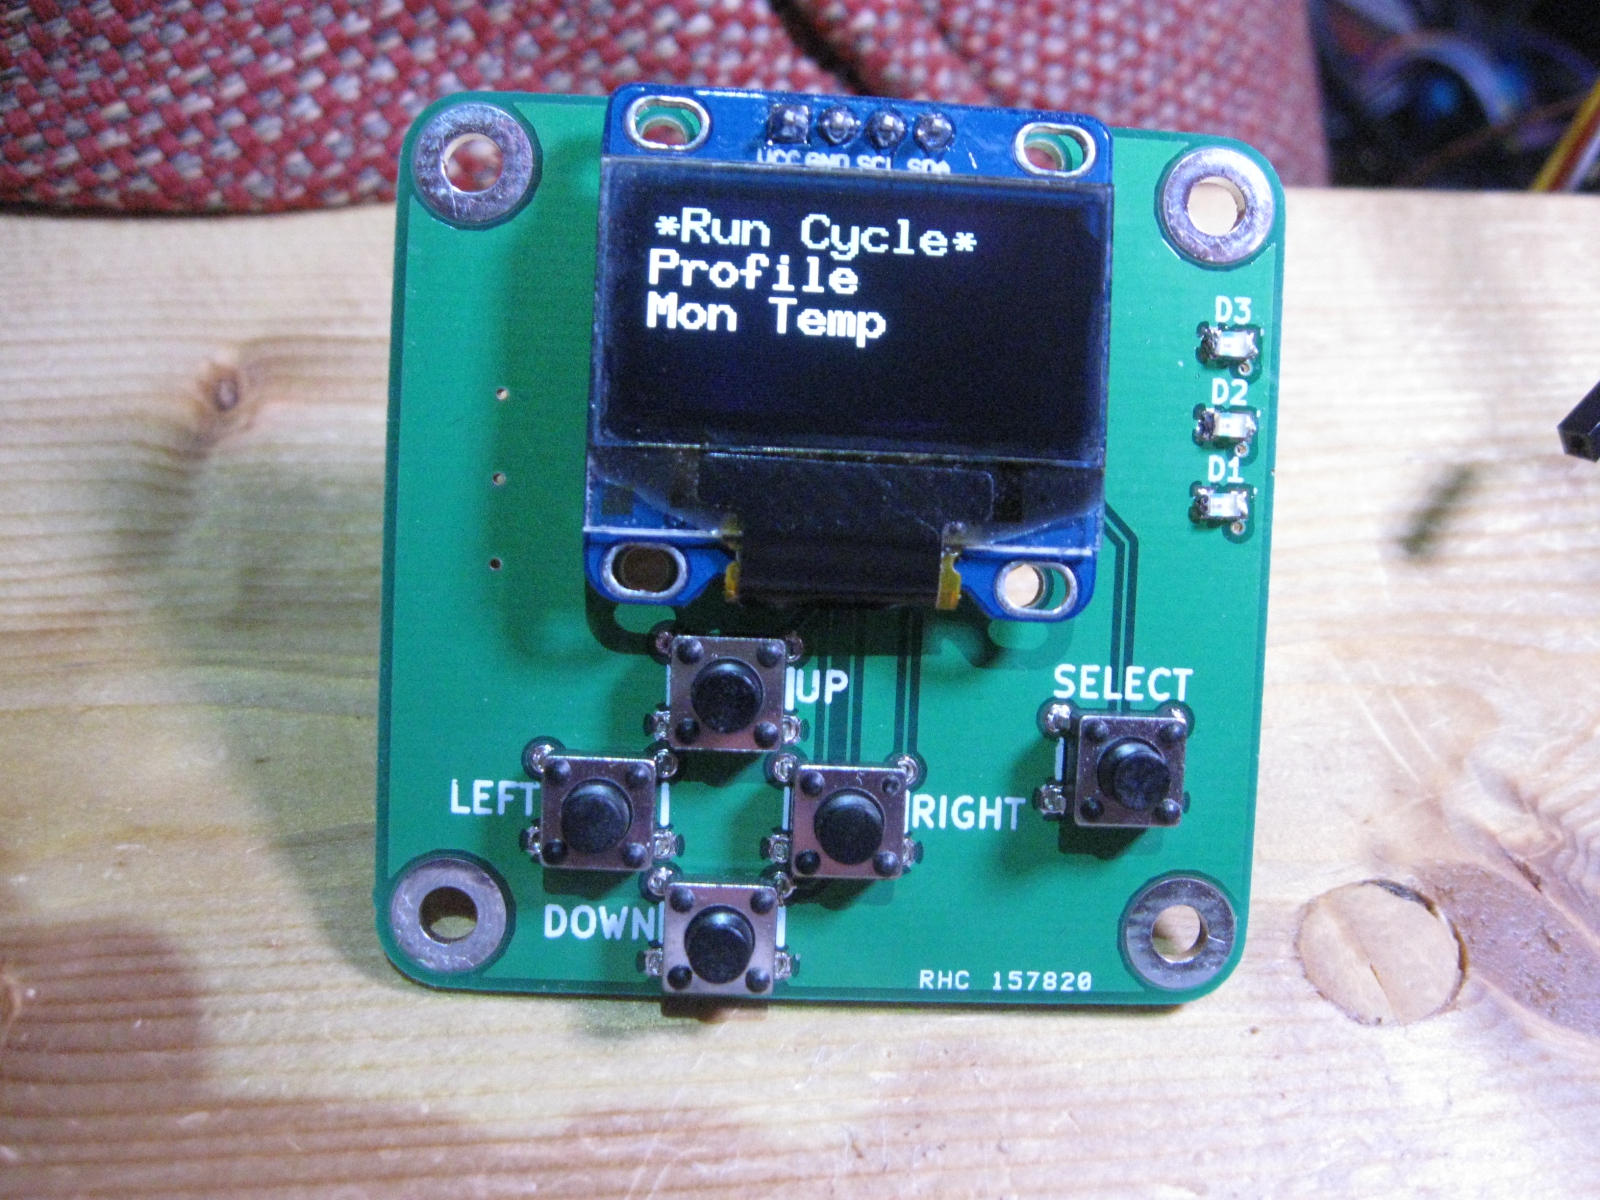 VCC GND SCL SDA
*Run Cycle*
Profile
Mon Temp
D3
D2
D1
UP
SELECT
LEFT
RIGHT
DOWN
RHC 157820